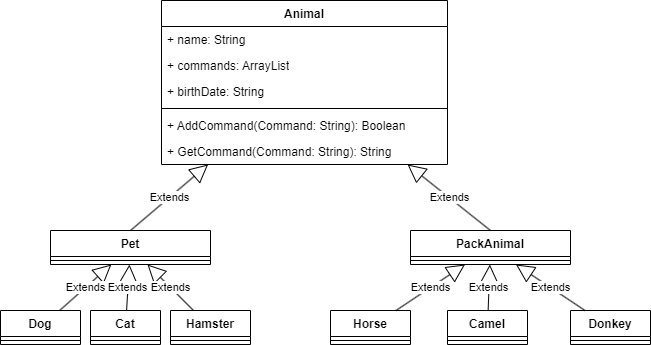 Animal
+ name: String
+ commands: ArrayList
+ birthDate: String
+ AddCommand(Command: String): Boolean
+ GetCommand(Command: String): String
Extends
Extends
Pet
PackAnimal
Extends
Extends
Extends
Extends
Extends
Extends
Dog
Cat
Hamster
Horse
Camel
Donkey